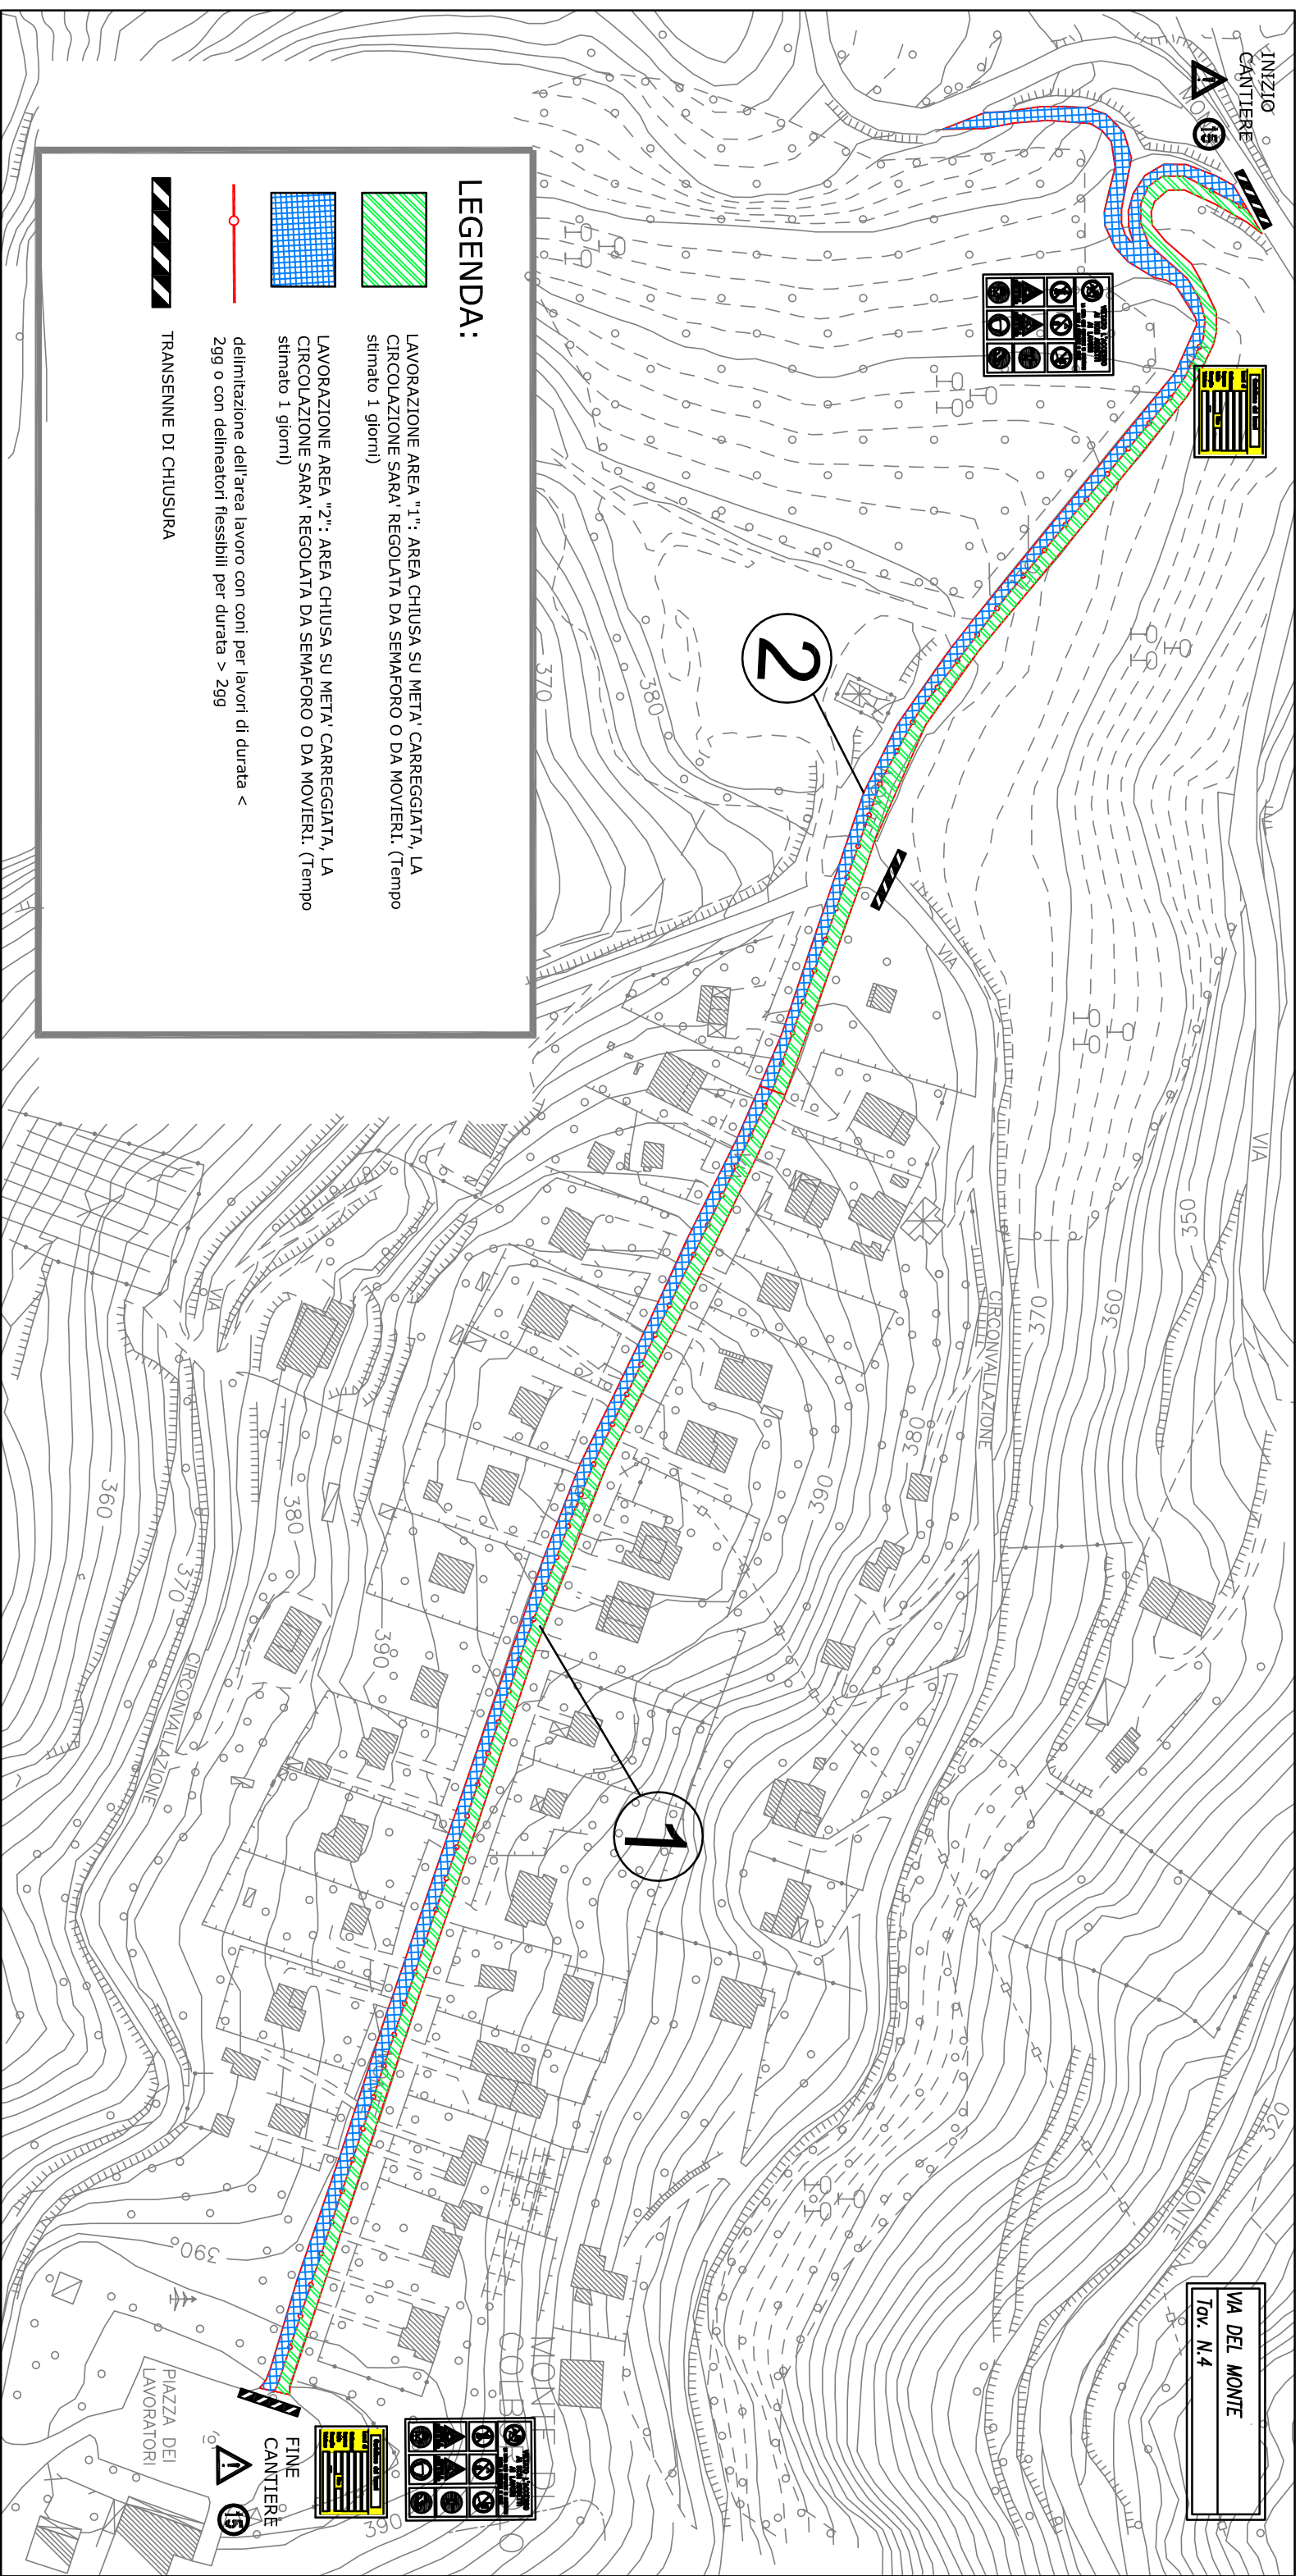 VIA DEL MONTE
Tav. N.4
INIZIO
CANTIERE
15
2
1
VIA
VIA
350
360
370
CIRCONVALLAZIONE
380
390
370
380
320
MONTE
LEGENDA:
LAVORAZIONE AREA "1": AREA CHIUSA SU META' CARREGGIATA, LA
CIRCOLAZIONE SARA' REGOLATA DA SEMAFORO O DA MOVIERI. (Tempo
stimato 1 giorni)
LAVORAZIONE AREA "2": AREA CHIUSA SU META' CARREGGIATA, LA
CIRCOLAZIONE SARA' REGOLATA DA SEMAFORO O DA MOVIERI. (Tempo
stimato 1 giorni)
delimitazione dell'area lavoro con coni per lavori di durata <
2gg o con delineatori flessibili per durata > 2gg
TRANSENNE DI CHIUSURA
VIA
CIRCONVALLAZIONE
360
370
380
390
390
390
MONTE
PIAZZA DEI
LAVORATORI
FINE
CANTIERE
15